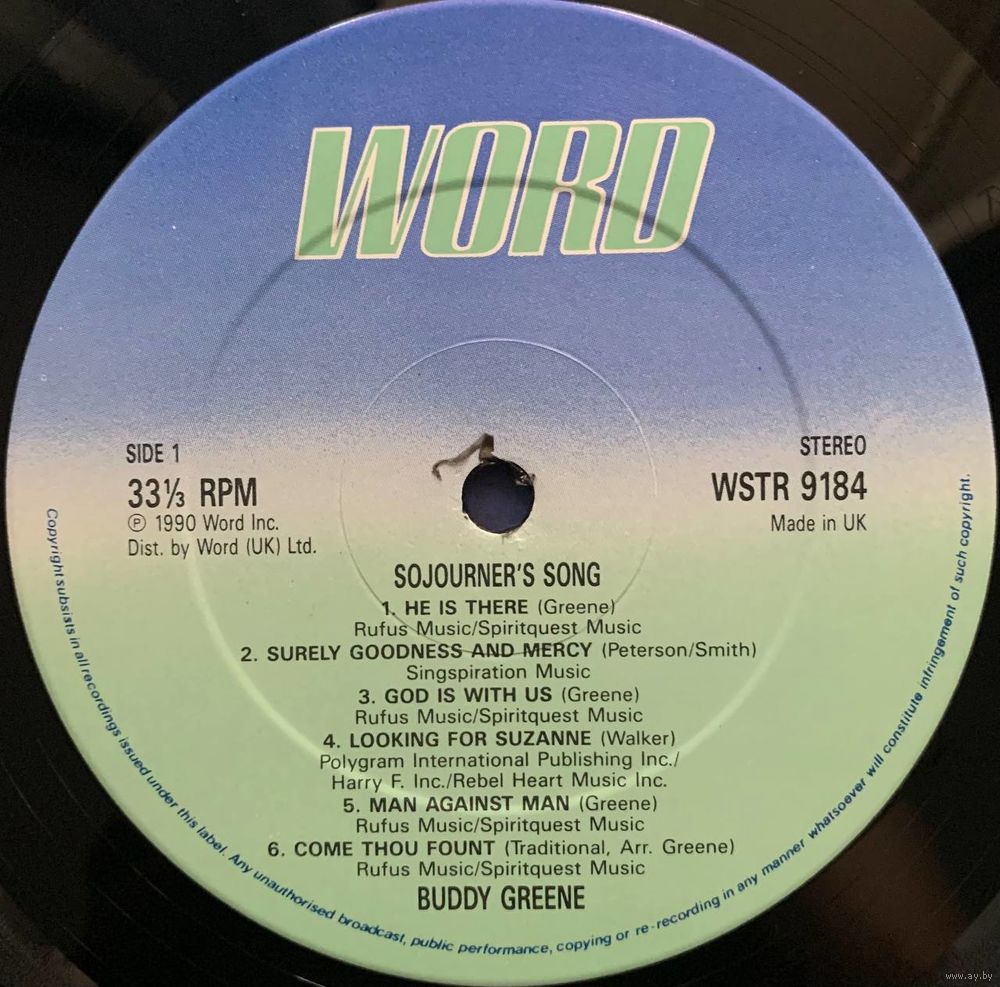 WORD
SIDE 1
33⅓ RPM
℗ 1990 Word Inc.
Dist. by Word (UK) Ltd.
STEREO
WSTR 9184
Made in UK
SOJOURNER'S SONG
1. HE IS THERE (Greene)
Rufus Music/Spiritquest Music
2. SURELY GOODNESS AND MERCY (Peterson/Smith)
Singspiration Music
3. GOD IS WITH US (Greene)
Rufus Music/Spiritquest Music
4. LOOKING FOR SUZANNE (Walker)
Polygram International Publishing Inc./
Harry F. Inc./Rebel Heart Music Inc.
5. MAN AGAINST MAN (Greene)
Rufus Music/Spiritquest Music
6. COME THOU FOUNT (Traditional, Arr. Greene)
Rufus Music/Spiritquest Music
BUDDY GREENE
Copyright subsists in all recordings issued under this label. Any unauthorised broadcast, public performance, copying or re-recording in any manner whatsoever will constitute infringement of such copyright.
www.ay.by